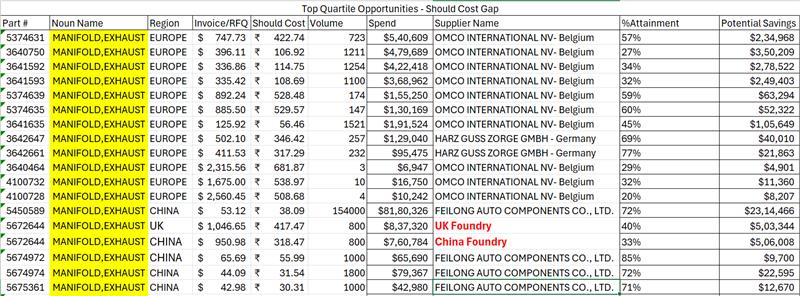 Top Quartile Opportunities - Should Cost Gap
Part # Noun Name Region Invoice/RFQ Should Cost Volume Spend Supplier Name %Attainment Potential Savings
5374631 MANIFOLD,EXHAUST EUROPE $ 747.73 ₹ 422.74 723 $5,40,609 OMCO INTERNATIONAL NV- Belgium 57% $2,34,968
3640750 MANIFOLD,EXHAUST EUROPE $ 396.11 ₹ 106.92 1211 $4,79,689 OMCO INTERNATIONAL NV- Belgium 27% $3,50,209
3641592 MANIFOLD,EXHAUST EUROPE $ 336.86 ₹ 114.75 1254 $4,22,418 OMCO INTERNATIONAL NV- Belgium 34% $2,78,522
3641593 MANIFOLD,EXHAUST EUROPE $ 335.42 ₹ 108.69 1100 $3,68,962 OMCO INTERNATIONAL NV- Belgium 32% $2,49,403
5374639 MANIFOLD,EXHAUST EUROPE $ 892.24 ₹ 528.48 174 $1,55,250 OMCO INTERNATIONAL NV- Belgium 59% $63,294
5374635 MANIFOLD,EXHAUST EUROPE $ 885.50 ₹ 529.57 147 $1,30,169 OMCO INTERNATIONAL NV- Belgium 60% $52,322
3641635 MANIFOLD,EXHAUST EUROPE $ 125.92 ₹ 56.46 1521 $1,91,524 OMCO INTERNATIONAL NV- Belgium 45% $1,05,649
3642647 MANIFOLD,EXHAUST EUROPE $ 502.10 ₹ 346.42 257 $1,29,040 HARZ GUSS ZORGE GMBH - Germany 69% $40,010
3642661 MANIFOLD,EXHAUST EUROPE $ 411.53 ₹ 317.29 232 $95,475 HARZ GUSS ZORGE GMBH - Germany 77% $21,863
3640464 MANIFOLD,EXHAUST EUROPE $ 2,315.56 ₹ 681.87 3 $6,947 OMCO INTERNATIONAL NV- Belgium 29% $4,901
4100732 MANIFOLD,EXHAUST EUROPE $ 1,675.00 ₹ 538.97 10 $16,750 OMCO INTERNATIONAL NV- Belgium 32% $11,360
4100728 MANIFOLD,EXHAUST EUROPE $ 2,560.45 ₹ 508.68 4 $10,242 OMCO INTERNATIONAL NV- Belgium 20% $8,207
5450589 MANIFOLD,EXHAUST CHINA $ 53.12 ₹ 38.09 154000 $81,80,326 FEILONG AUTO COMPONENTS CO., LTD. 72% $23,14,466
5672644 MANIFOLD,EXHAUST UK $ 1,046.65 ₹ 417.47 800 $8,37,320 UK Foundry 40% $5,03,344
5672644 MANIFOLD,EXHAUST CHINA $ 950.98 ₹ 318.47 800 $7,60,784 China Foundry 33% $5,06,008
5674972 MANIFOLD,EXHAUST CHINA $ 65.69 ₹ 55.99 1000 $65,690 FEILONG AUTO COMPONENTS CO., LTD. 85% $9,700
5674974 MANIFOLD,EXHAUST CHINA $ 44.09 ₹ 31.54 1800 $79,367 FEILONG AUTO COMPONENTS CO., LTD. 72% $22,595
5675361 MANIFOLD,EXHAUST CHINA $ 42.98 ₹ 30.31 1000 $42,980 FEILONG AUTO COMPONENTS CO., LTD. 71% $12,670